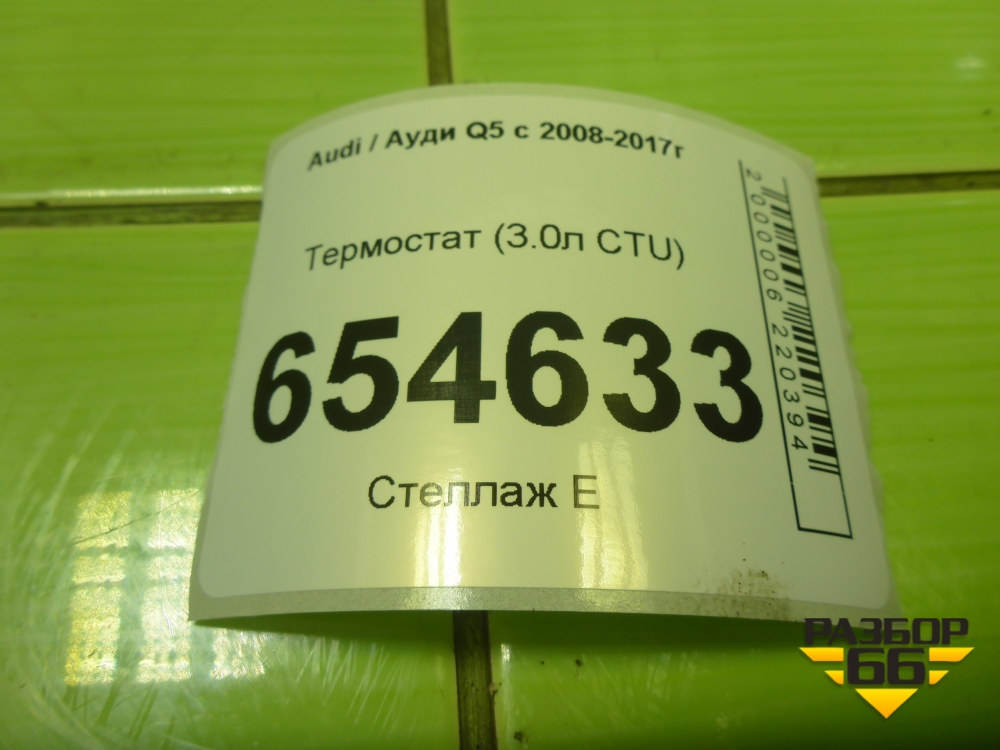 Audi / Ауди Q5 с 2008-2017г
Термостат (3.0л CTU)
654633
Стеллаж Е
2000006220394
РАЗБОР
66